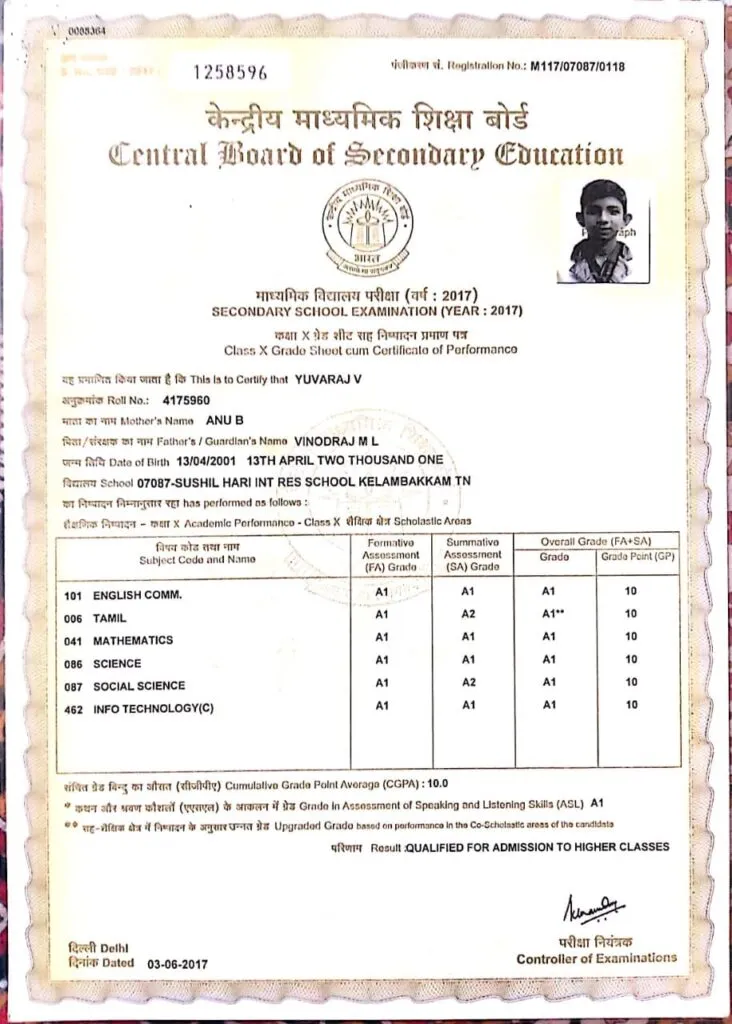 0085364
1258596
पंजीकरण सं. Registration No.: M117/07087/0118
केन्द्रीय माध्यमिक शिक्षा बोर्ड
Central Board of Secondary Education
केन्द्रीय माध्यमिक शिक्षा बोर्ड
भारत
माध्यमिक विद्यालय परीक्षा (वर्ष : 2017)
SECONDARY SCHOOL EXAMINATION (YEAR : 2017)
कक्षा X ग्रेड शीट सह निष्पादन प्रमाण पत्र
Class X Grade Sheet cum Certificate of Performance
यह प्रमाणित किया जाता है कि This is to Certify that YUVARAJ V
अनुक्रमांक Roll No.: 4175960
माता का नाम Mother's Name ANU B
पिता/संरक्षक का नाम Father's / Guardian's Name VINODRAJ M L
जन्म तिथि Date of Birth 13/04/2001 13TH APRIL TWO THOUSAND ONE
विद्यालय School 07087-SUSHIL HARI INT RES SCHOOL KELAMBAKKAM TN
का निष्पादन निम्नानुसार रहा has performed as follows :
शैक्षणिक निष्पादन – कक्षा X Academic Performance - Class X शैक्षिक क्षेत्र Scholastic Areas
विषय कोड तथा नाम Subject Code and Name
Formative Assessment (FA) Grade
Summative Assessment (SA) Grade
Overall Grade (FA+SA)
Grade Grade Point (GP)
101 ENGLISH COMM. A1 A1 A1 10
006 TAMIL A1 A2 A1** 10
041 MATHEMATICS A1 A1 A1 10
086 SCIENCE A1 A1 A1 10
087 SOCIAL SCIENCE A1 A2 A1 10
462 INFO TECHNOLOGY(C) A1 A1 A1 10
संचित ग्रेड बिन्दु का औसत (सीजीपीए) Cumulative Grade Point Average (CGPA) : 10.0
* कथन और श्रवण कौशलों (एएसएल) के आकलन में ग्रेड Grade in Assessment of Speaking and Listening Skills (ASL) A1
** सह-शैक्षिक क्षेत्र में निष्पादन के अनुसार उन्नत ग्रेड Upgraded Grade based on performance in the Co-Scholastic areas of the candidate
परिणाम Result :QUALIFIED FOR ADMISSION TO HIGHER CLASSES
दिल्ली Delhi
दिनांक Dated 03-06-2017
परीक्षा नियंत्रक
Controller of Examinations